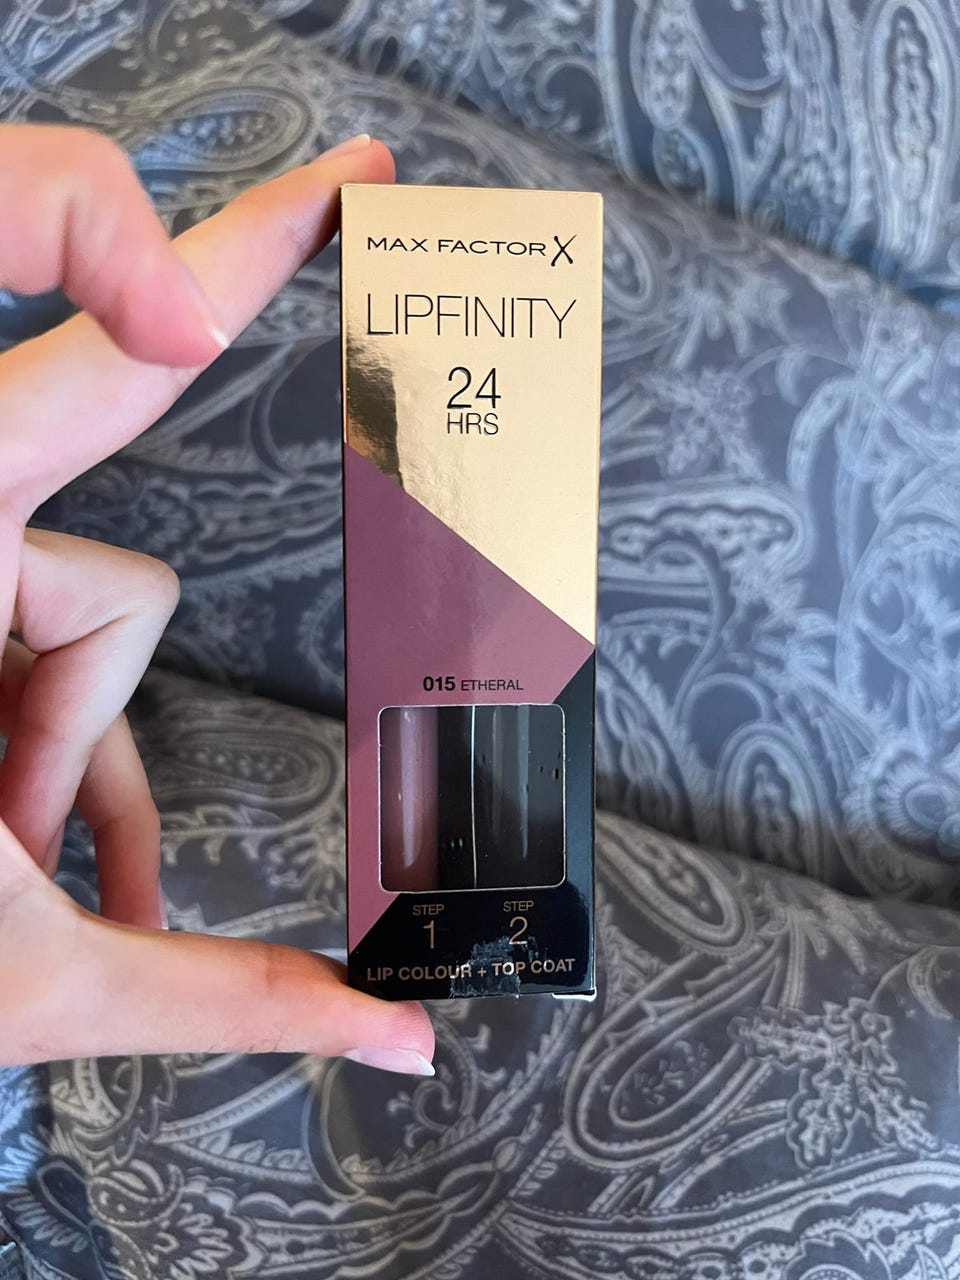 MAX FACTOR X
LIPFINITY
24
HRS
015 ETHERAL
STEP STEP
1 2
LIP COLOUR + TOP COAT